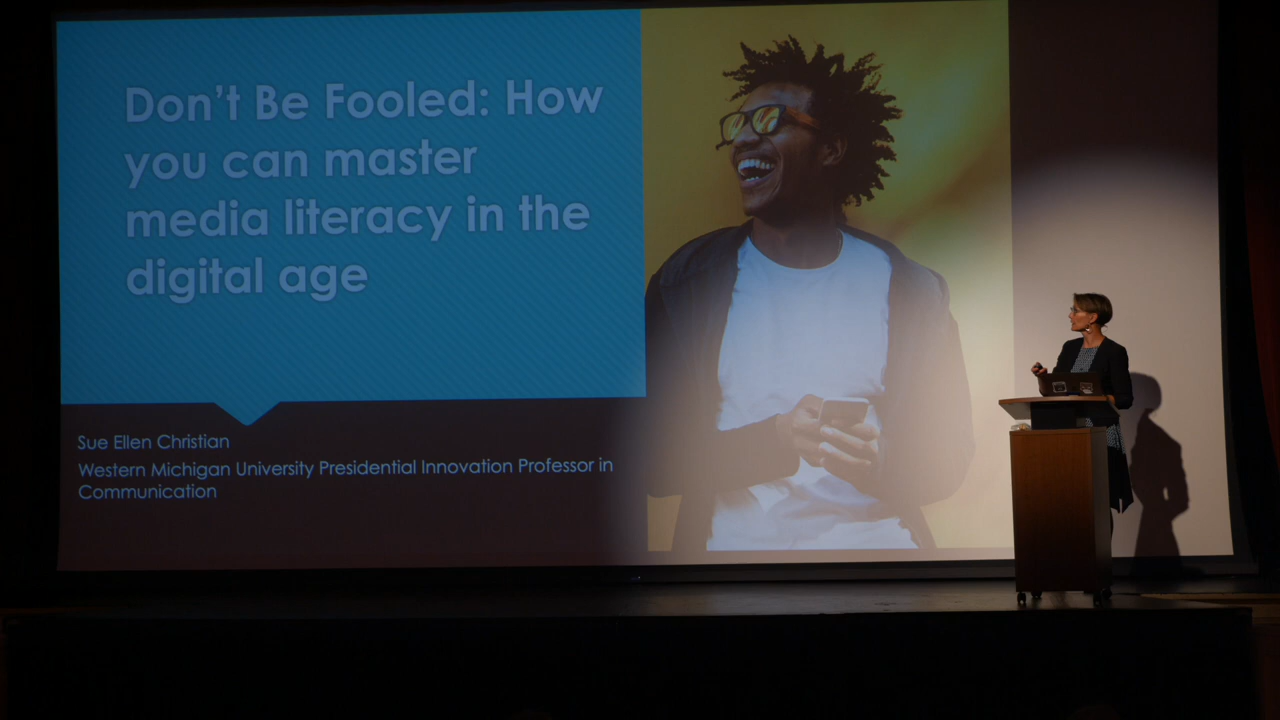 Don't Be Fooled: How
you can master
media literacy in the
digital age
Sue Ellen Christian
Western Michigan University Presidential Innovation Professor in
Communication